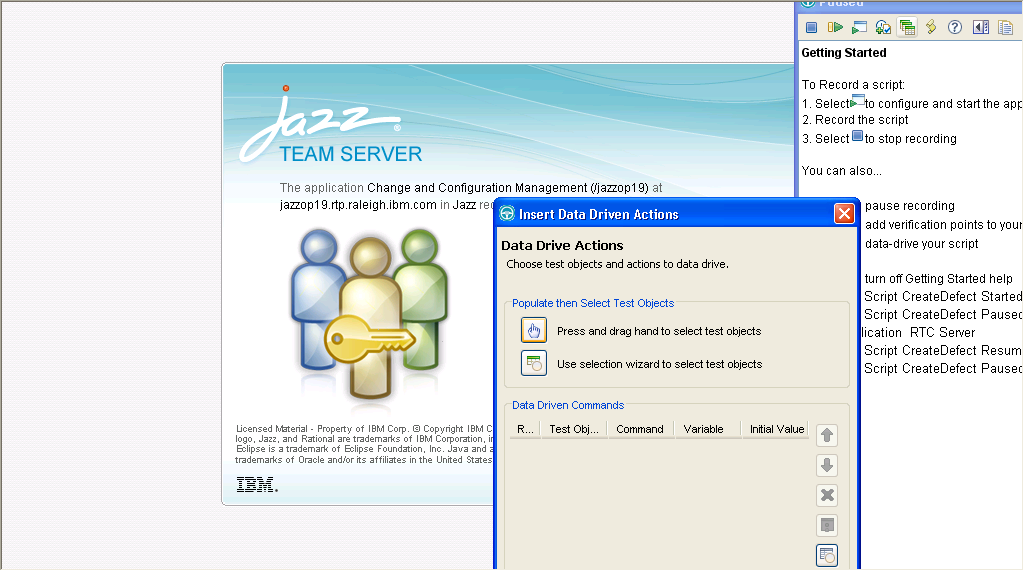 Paused
Getting Started
To Record a script:
1. Select to configure and start the app
2. Record the script
3. Select to stop recording
You can also...
pause recording
add verification points to your
data-drive your script
turn off Getting Started help
Script CreateDefect Started
Script CreateDefect Paused
lication RTC Server
Script CreateDefect Resum
Script CreateDefect Paused
Jazz ®
TEAM SERVER
The application Change and Configuration Management (/jazzop19) at
jazzop19.rtp.raleigh.ibm.com in Jazz
Licensed Material - Property of IBM Corp. © Copyright IBM C
logo, Jazz, and Rational are trademarks of IBM Corporation,
Eclipse is a trademark of Eclipse Foundation, Inc. Java and
trademarks of Oracle and/or its affiliates in the United States
IBM.
Insert Data Driven Actions
Data Drive Actions
Choose test objects and actions to data drive.
Populate then Select Test Objects
Press and drag hand to select test objects
Use selection wizard to select test objects
Data Driven Commands
R... Test Obj... Command Variable Initial Value